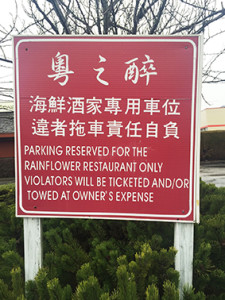 粵之醉
海鮮酒家專用車位
違者拖車責任自負
PARKING RESERVED FOR THE
RAINFLOWER RESTAURANT ONLY
VIOLATORS WILL BE TICKETED AND/OR
TOWED AT OWNER'S EXPENSE